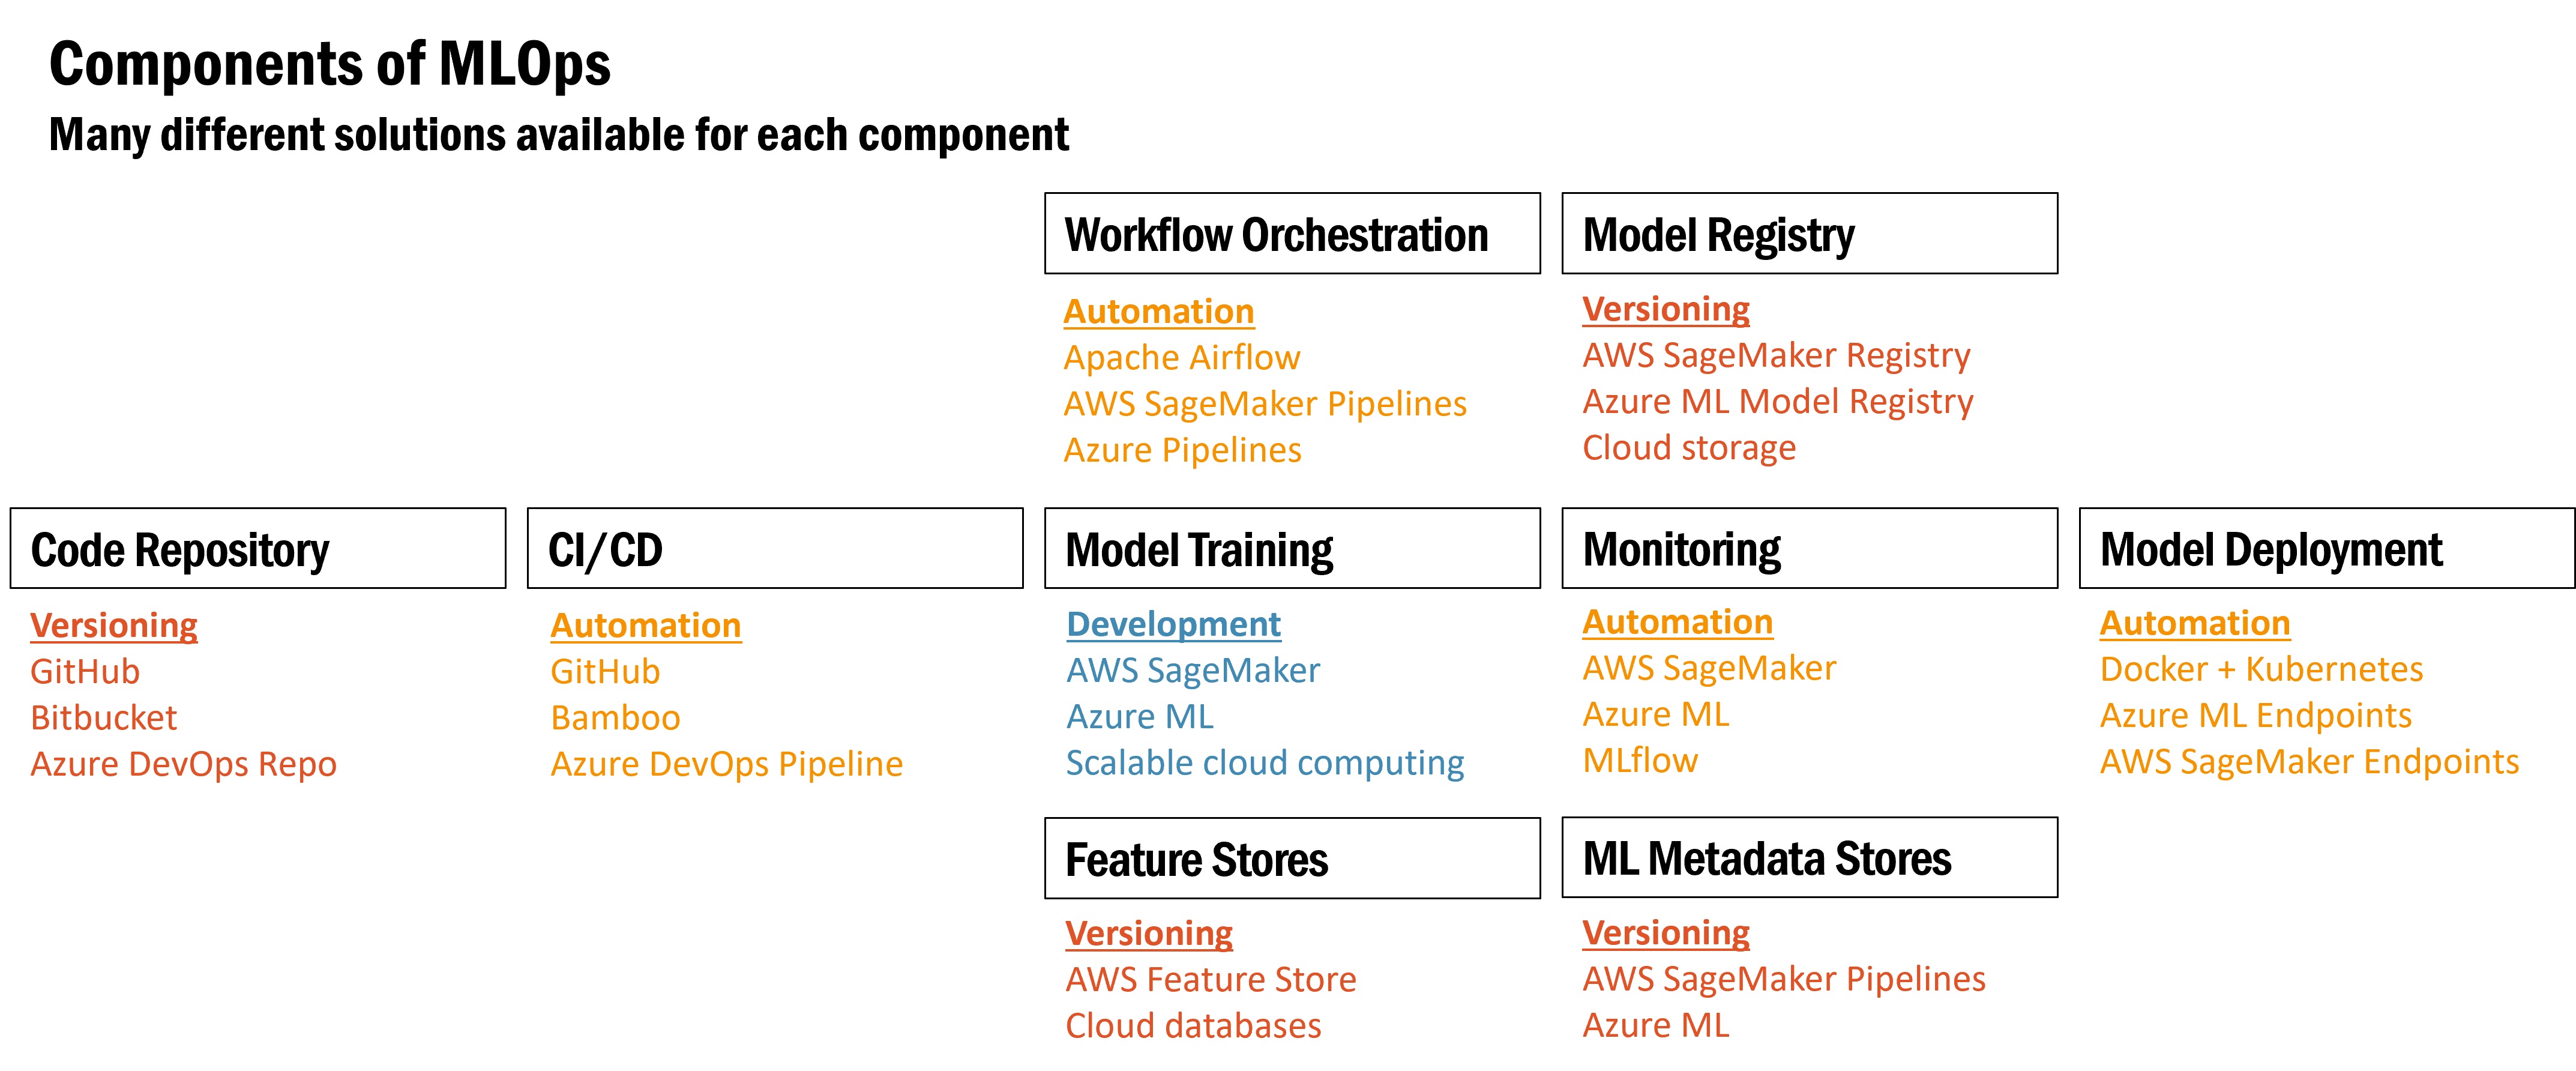 Components of MLOps
Many different solutions available for each component
Workflow Orchestration
Automation
Apache Airflow
AWS SageMaker Pipelines
Azure Pipelines
Model Registry
Versioning
AWS SageMaker Registry
Azure ML Model Registry
Cloud storage
Code Repository
Versioning
GitHub
Bitbucket
Azure DevOps Repo
CI/CD
Automation
GitHub
Bamboo
Azure DevOps Pipeline
Model Training
Development
AWS SageMaker
Azure ML
Scalable cloud computing
Monitoring
Automation
AWS SageMaker
Azure ML
MLflow
Model Deployment
Automation
Docker + Kubernetes
Azure ML Endpoints
AWS SageMaker Endpoints
Feature Stores
Versioning
AWS Feature Store
Cloud databases
ML Metadata Stores
Versioning
AWS SageMaker Pipelines
Azure ML